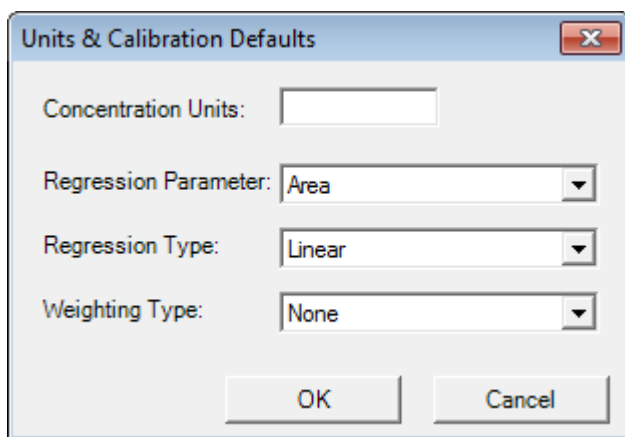 Units & Calibration Defaults
Concentration Units:
Regression Parameter: Area
Regression Type: Linear
Weighting Type: None
OK Cancel